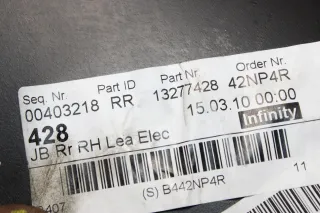 Seq. Nr Part ID Part Nr Order Nr.
00403218 RR 13277428 42NP4R
428 15.03.10 00:00
JB Rr RH Lea Elec Infinity
(S) B442NP4R 11